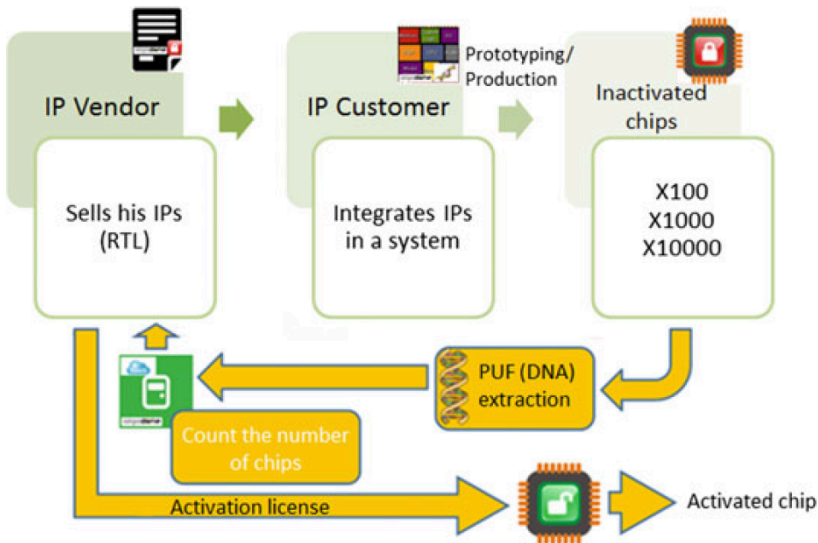 IP Vendor
Sells his IPs
(RTL)
IP Customer
Integrates IPs
in a system
Prototyping/
Production
Inactivated
chips
X100
X1000
X10000
PUF (DNA)
extraction
Count the number
of chips
Activation license
Activated chip